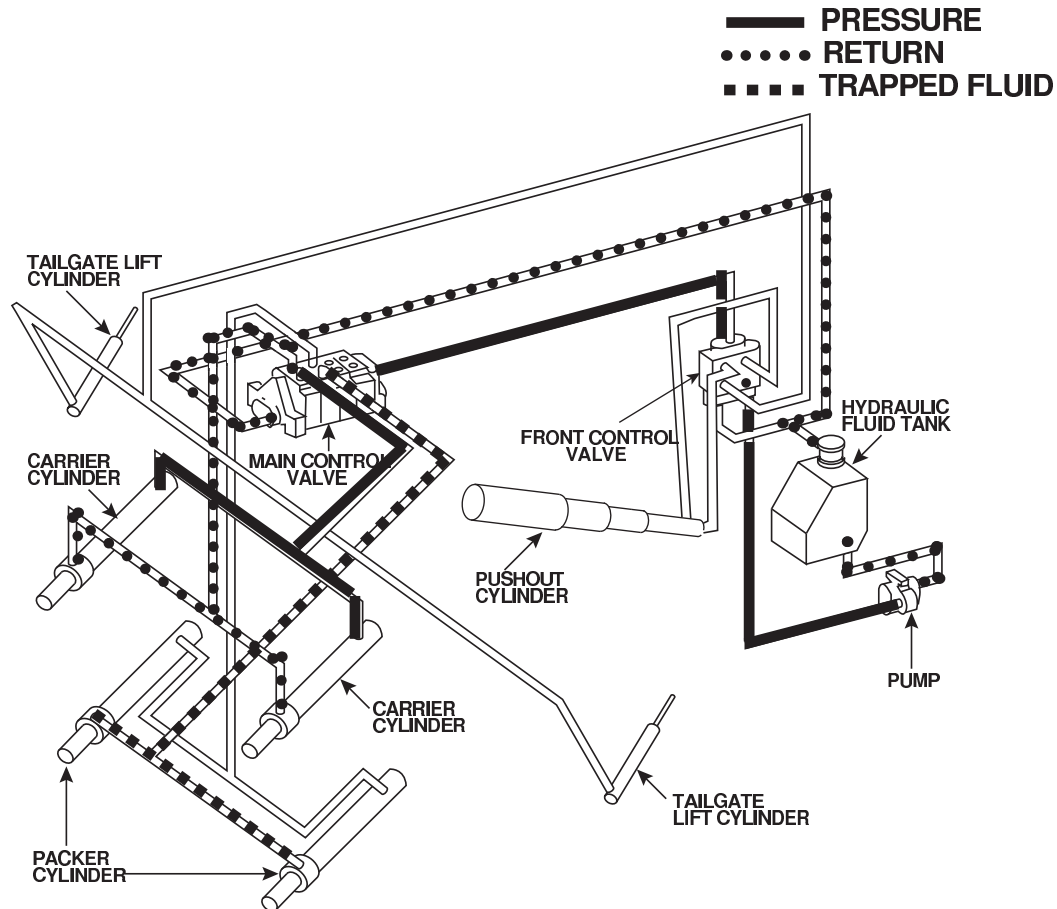 PRESSURE
RETURN
TRAPPED FLUID
TAILGATE LIFT
CYLINDER
HYDRAULIC
FLUID TANK
FRONT CONTROL
VALVE
MAIN CONTROL
VALVE
CARRIER
CYLINDER
PUSHOUT
CYLINDER
PUMP
CARRIER
CYLINDER
TAILGATE
LIFT CYLINDER
PACKER
CYLINDER